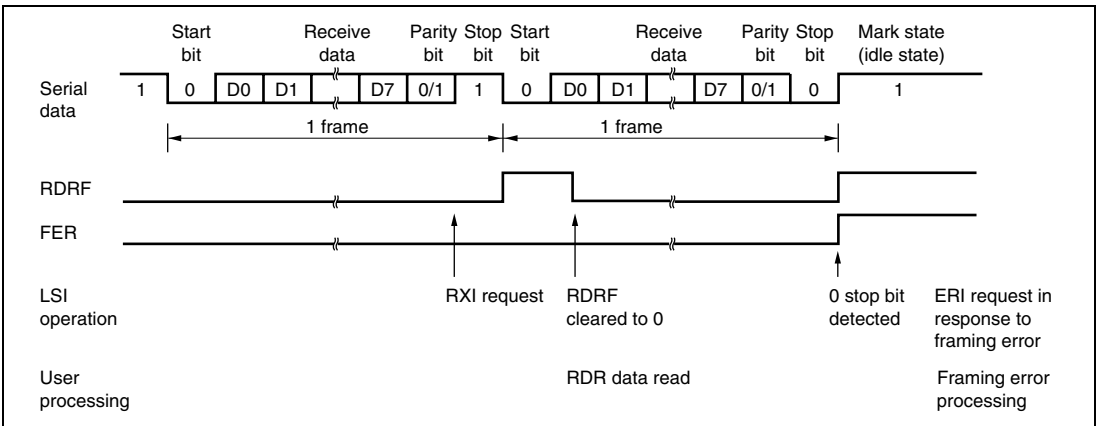 Start Receive Parity Stop Start Receive Parity Stop Mark state
bit data bit bit bit data bit bit (idle state)
Serial 1 0 D0 D1 D7 0/1 1 0 D0 D1 D7 0/1 0 1
data
1 frame 1 frame
RDRF
FER
LSI RXI request RDRF 0 stop bit ERI request in
operation cleared to 0 detected response to
framing error
User RDR data read Framing error
processing processing